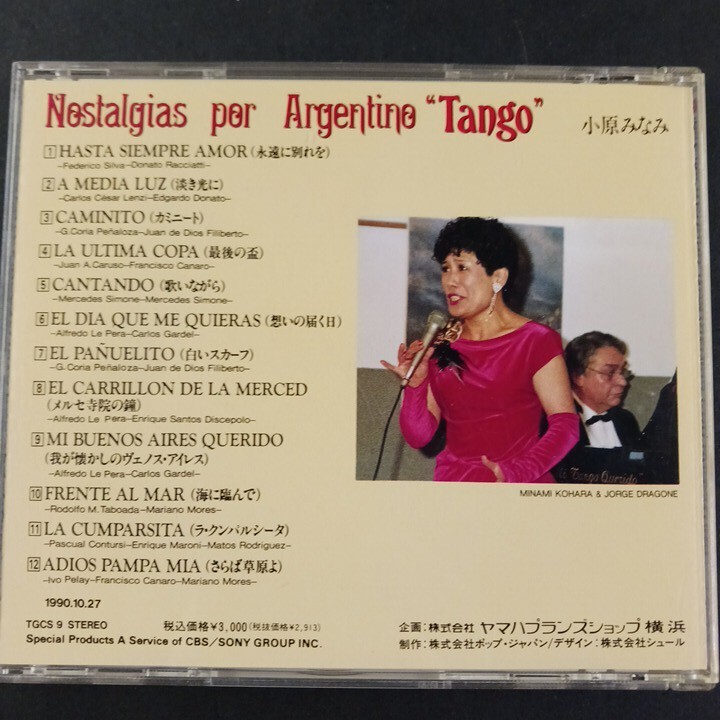 Nostalgias por Argentino "Tango"
小原みなみ
1 HASTA SIEMPRE AMOR (永遠に別れを)
–Federico Silva–Donato Racciatti–
2 A MEDIA LUZ (淡き光に)
–Carlos César Lenzi–Edgardo Donato–
3 CAMINITO (カミニート)
–G. Coria Peñaloza–Juan de Dios Filiberto–
4 LA ULTIMA COPA (最後の盃)
–Juan A. Caruso–Francisco Canaro–
5 CANTANDO (歌いながら)
–Mercedes Simone–Mercedes Simone–
6 EL DIA QUE ME QUIERAS (想いの届く日)
–Alfredo Le Pera–Carlos Gardel–
7 EL PAÑUELITO (白いスカーフ)
–G. Coria Peñaloza–Juan de Dios Filiberto–
8 EL CARRILLON DE LA MERCED
(メルセ寺院の鐘)
–Alfredo Le Pera–Enrique Santos Discepolo–
9 MI BUENOS AIRES QUERIDO
(我が懐かしのヴェノス・アイレス)
–Alfredo Le Pera–Carlos Gardel–
10 FRENTE AL MAR (海に臨んで)
–Rodolfo M. Taboada–Mariano Mores–
11 LA CUMPARSITA (ラ・クンパルシータ)
–Pascual Contursi–Enrique Maroni–Matos Rodriguez–
12 ADIOS PAMPA MIA (さらば草原よ)
–Ivo Pelay–Francisco Canaro–Mariano Mores–
Tango Querido
MINAMI KOHARA & JORGE DRAGONE
1990.10.27
TGCS 9 STEREO 税込価格¥3,000(税抜価格¥2,913)
Special Products A Service of CBS/SONY GROUP INC.
企画:株式会社 ヤマハプランズショップ横浜
制作:株式会社ポップ・ジャパン/デザイン:株式会社シュール